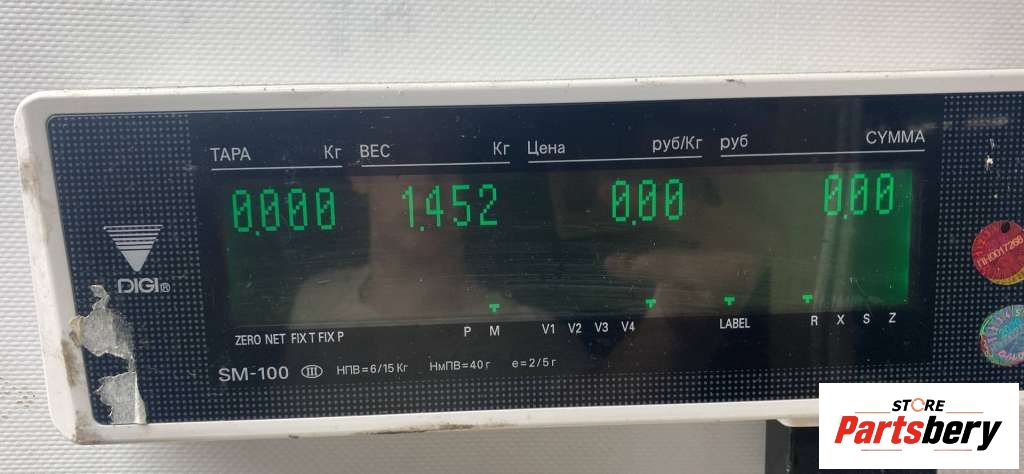 ТАРА Кг ВЕС Кг Цена руб/Кг руб СУММА
0.000 1.452 0.00 0.00
ПН0017268
DIGI®
ZERO NET FIX T FIX P P M V1 V2 V3 V4 LABEL R X S Z
SM-100 III НПВ=6/15 Кг НмПВ=40 г е=2/5 г
STORE
Partsbery